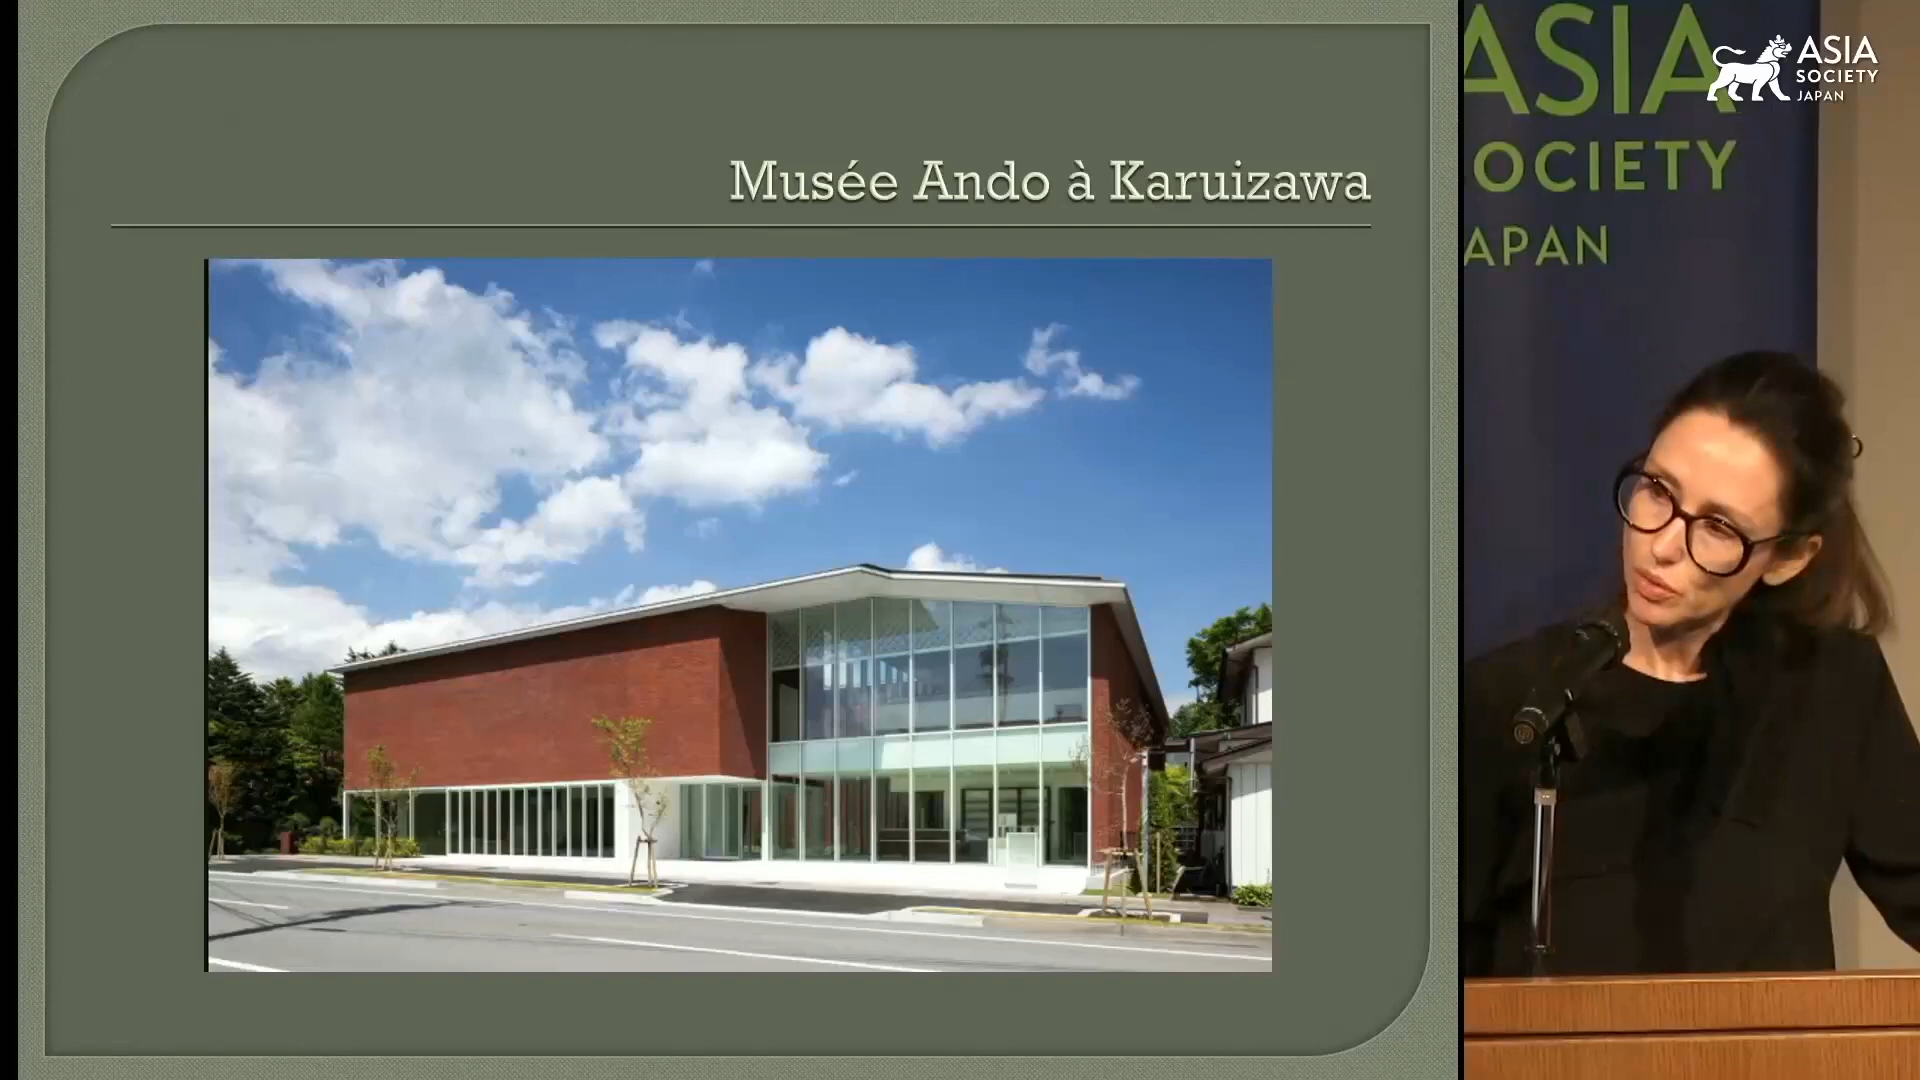 Musée Ando à Karuizawa
ASIA
OCIETY
APAN
ASIA
SOCIETY
JAPAN